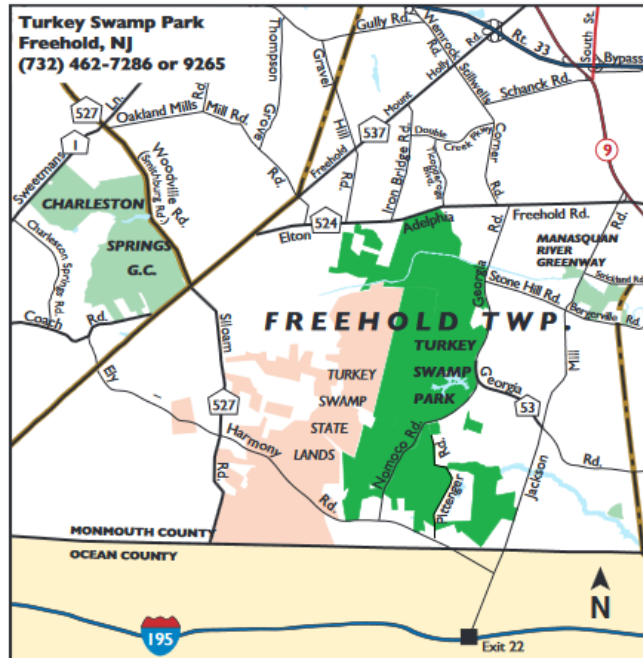 Turkey Swamp Park
Freehold, NJ
(732) 462-7286 or 9265
Thompson
Grove
Rd.
Gully Rd.
Gravel
Hill
Rd.
Wemrock
Rd.
Rt. 33
South St.
Bypass
527
Ln.
Oakland Mills
Rd.
Mill Rd.
Rd.
Freehold
Mount
Holly
Rd.
537
Stillwells
Corner
Rd.
Schanck Rd.
1
Sweetmans
Woodville Rd.
(Smithburg Rd.)
Iron Bridge Rd.
Double
Creek Pkwy.
Ticonderoga
Blvd.
9
CHARLESTON
SPRINGS
G.C.
Charleston
Springs Rd.
Elton
524
Adelphia
Rd.
Freehold Rd.
MANASQUAN
RIVER
GREENWAY
Georgia
Stone Hill Rd.
Strickland Rd.
Bergerville Rd.
Coach
Rd.
Siloam
527
Rd.
FREEHOLD TWP.
TURKEY
SWAMP
PARK
TURKEY
SWAMP
STATE
LANDS
Ely
Harmony
Rd.
Georgia
53
Rd.
Mill
Jackson
Nomoco Rd.
Pittenger
Rd.
MONMOUTH COUNTY
OCEAN COUNTY
N
195
Exit 22